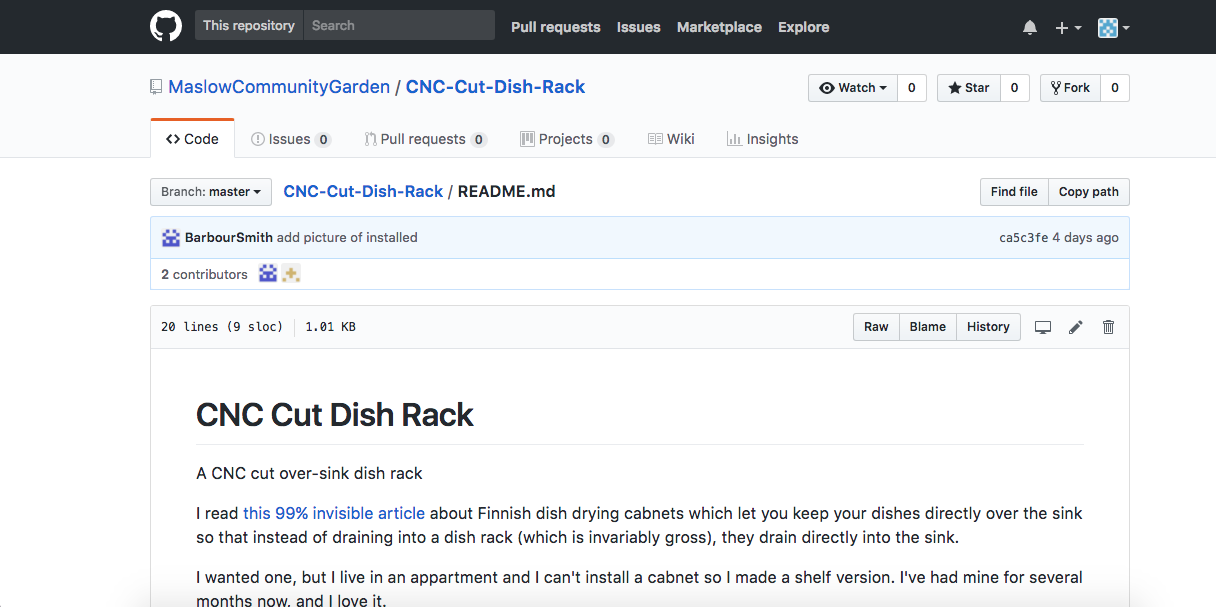 This repository Search Pull requests Issues Marketplace Explore
MaslowCommunityGarden / CNC-Cut-Dish-Rack Watch 0 Star 0 Fork 0
Code Issues 0 Pull requests 0 Projects 0 Wiki Insights
Branch: master CNC-Cut-Dish-Rack / README.md Find file Copy path
BarbourSmith add picture of installed ca5c3fe 4 days ago
2 contributors
20 lines (9 sloc) 1.01 KB Raw Blame History
CNC Cut Dish Rack
A CNC cut over-sink dish rack
I read this 99% invisible article about Finnish dish drying cabnets which let you keep your dishes directly over the sink
so that instead of draining into a dish rack (which is invariably gross), they drain directly into the sink.
I wanted one, but I live in an appartment and I can't install a cabnet so I made a shelf version. I've had mine for several
months now, and I love it.